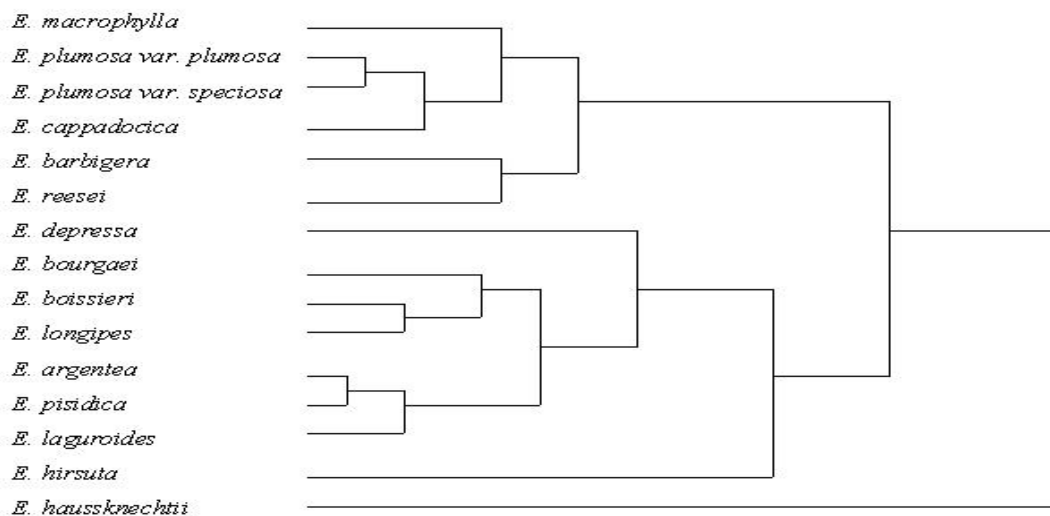 E. macrophylla
E. plumosa var. plumosa
E. plumosa var. speciosa
E. cappadocica
E. barbigera
E. reesei
E. depressa
E. bourgaei
E. boissieri
E. longipes
E. argentea
E. pisidica
E. laguroides
E. hirsuta
E. haussknechtii